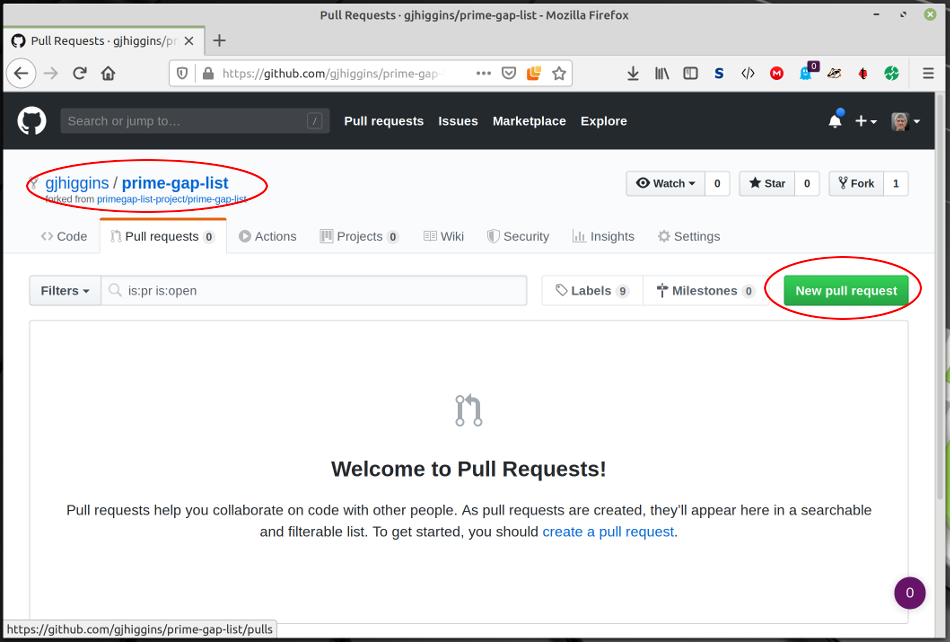 Pull Requests · gjhiggins/prime-gap-list - Mozilla Firefox
Pull Requests · gjhiggins/pr
https://github.com/gjhiggins/prime-gap-
S
M
0
Search or jump to…
/
Pull requests Issues Marketplace Explore
gjhiggins / prime-gap-list
forked from primegap-list-project/prime-gap-list
Watch 0
Star 0
Fork 1
Code Pull requests 0 Actions Projects 0 Wiki Security Insights Settings
Filters is:pr is:open Labels 9 Milestones 0 New pull request
Welcome to Pull Requests!
Pull requests help you collaborate on code with other people. As pull requests are created, they’ll appear here in a searchable
and filterable list. To get started, you should create a pull request.
0
https://github.com/gjhiggins/prime-gap-list/pulls